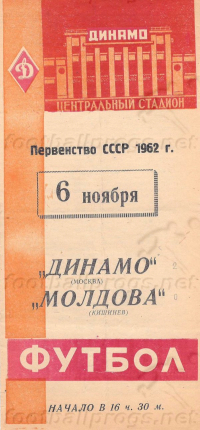 Д
ДИНАМО
ЦЕНТРАЛЬНЫЙ СТАДИОН
Первенство СССР 1962 г.
6 ноября
„ДИНАМО“
(МОСКВА)
„МОЛДОВА“
(КИШИНЕВ)
ФУТБОЛ
НАЧАЛО В 16 ч. 30 м.